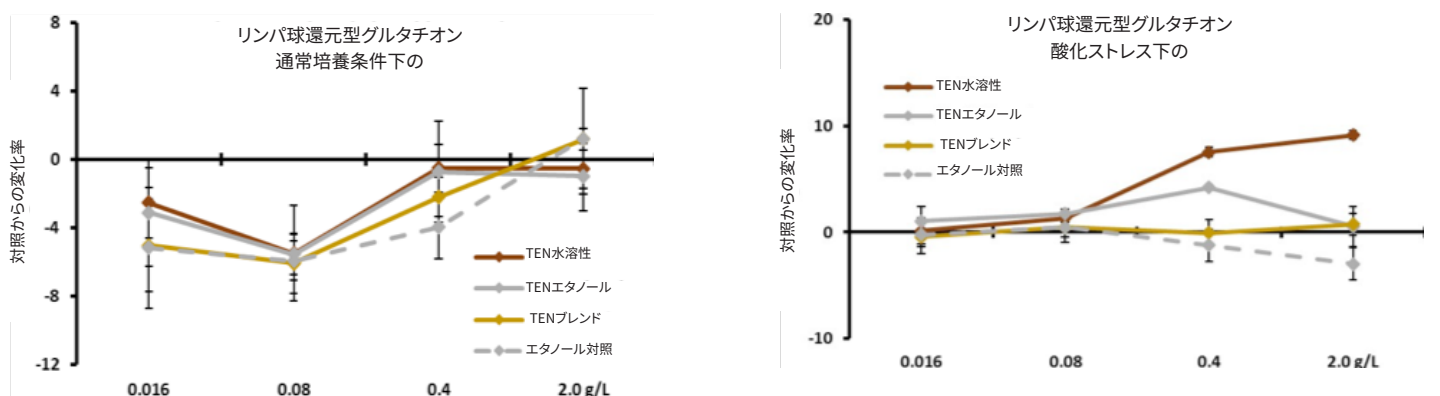 リンパ球還元型グルタチオン
通常培養条件下の
対照からの変化率
8
4
0
-4
-8
-12
TEN水溶性
TENエタノール
TENブレンド
エタノール対照
0.016
0.08
0.4
2.0 g/L
リンパ球還元型グルタチオン
酸化ストレス下の
対照からの変化率
20
10
0
-10
TEN水溶性
TENエタノール
TENブレンド
エタノール対照
0.016
0.08
0.4
2.0 g/L